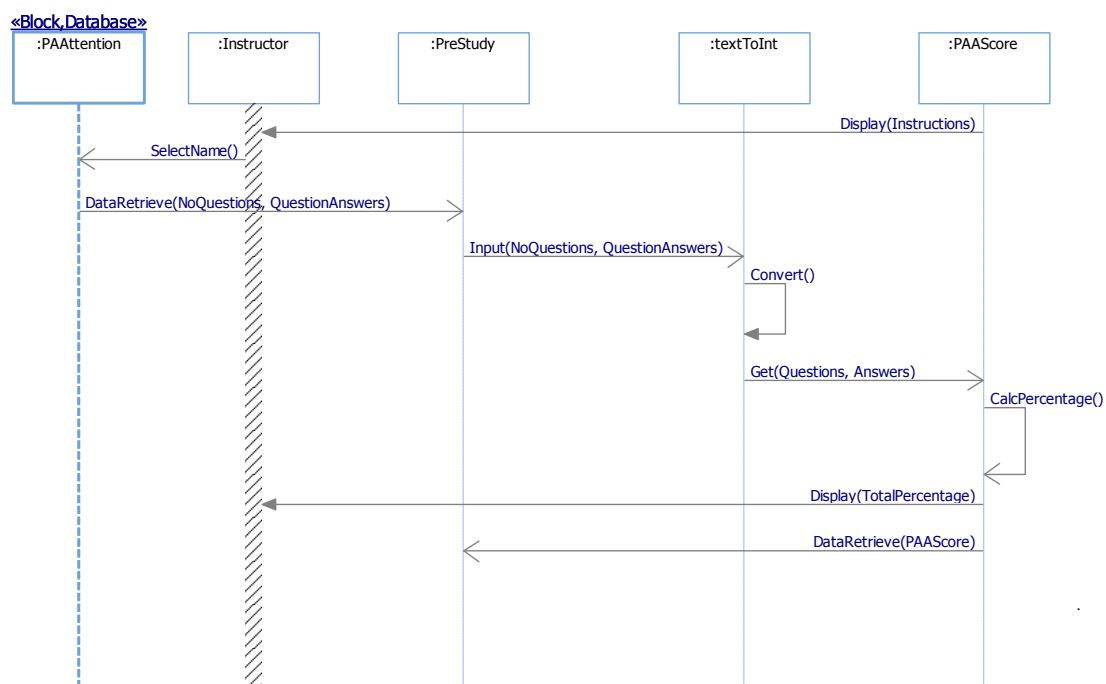 «Block,Database»
:PAAttention
:Instructor
:PreStudy
:textToInt
:PAAScore
Display(Instructions)
SelectName()
DataRetrieve(NoQuestions, QuestionAnswers)
Input(NoQuestions, QuestionAnswers)
Convert()
Get(Questions, Answers)
CalcPercentage()
Display(TotalPercentage)
DataRetrieve(PAAScore)
.